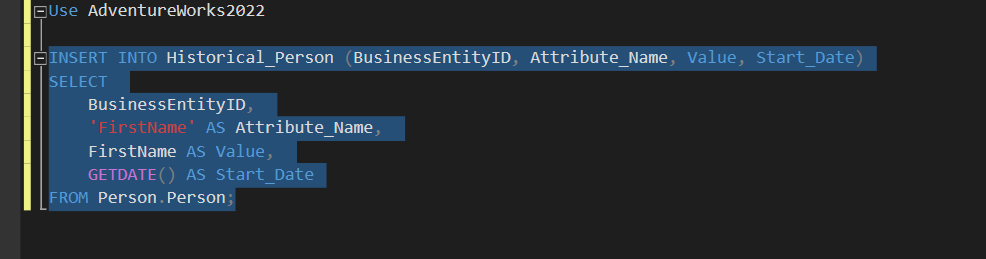 Use AdventureWorks2022
INSERT INTO Historical_Person (BusinessEntityID, Attribute_Name, Value, Start_Date)
SELECT
BusinessEntityID,
'FirstName' AS Attribute_Name,
FirstName AS Value,
GETDATE() AS Start_Date
FROM Person.Person;